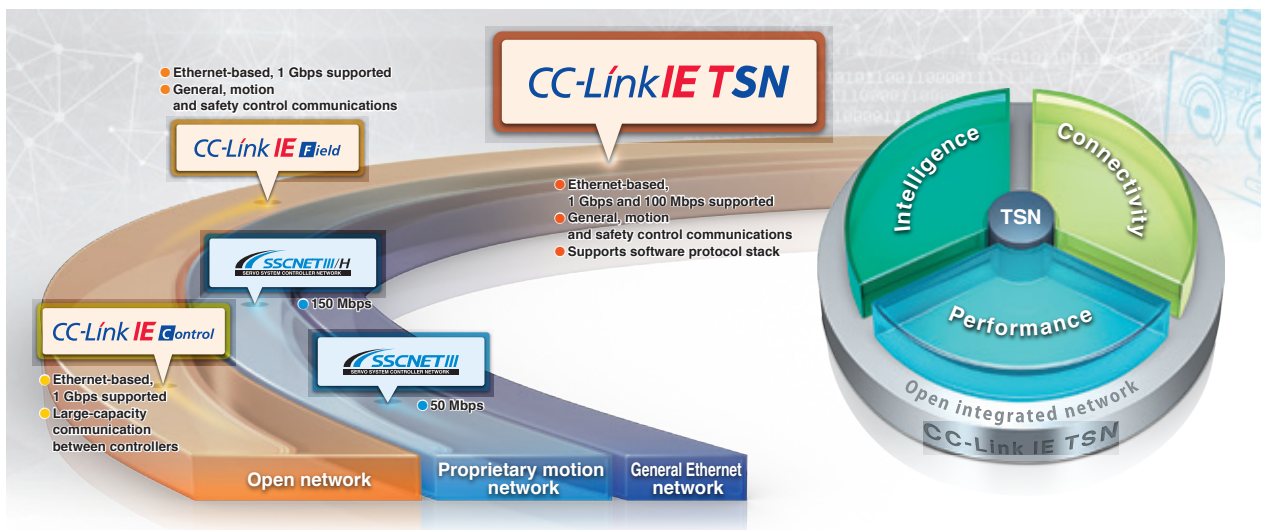 Ethernet-based, 1 Gbps supported
General, motion
and safety control communications
CC-Link IE Field
CC-Link IE TSN
Ethernet-based,
1 Gbps and 100 Mbps supported
General, motion
and safety control communications
Supports software protocol stack
SSCNETIII/H
SERVO SYSTEM CONTROLLER NETWORK
150 Mbps
CC-Link IE Control
Ethernet-based,
1 Gbps supported
Large-capacity
communication
between controllers
SSCNETIII
SERVO SYSTEM CONTROLLER NETWORK
50 Mbps
Open network
Proprietary motion
network
General Ethernet
network
Intelligence
Connectivity
TSN
Performance
Open integrated network
CC-Link IE TSN